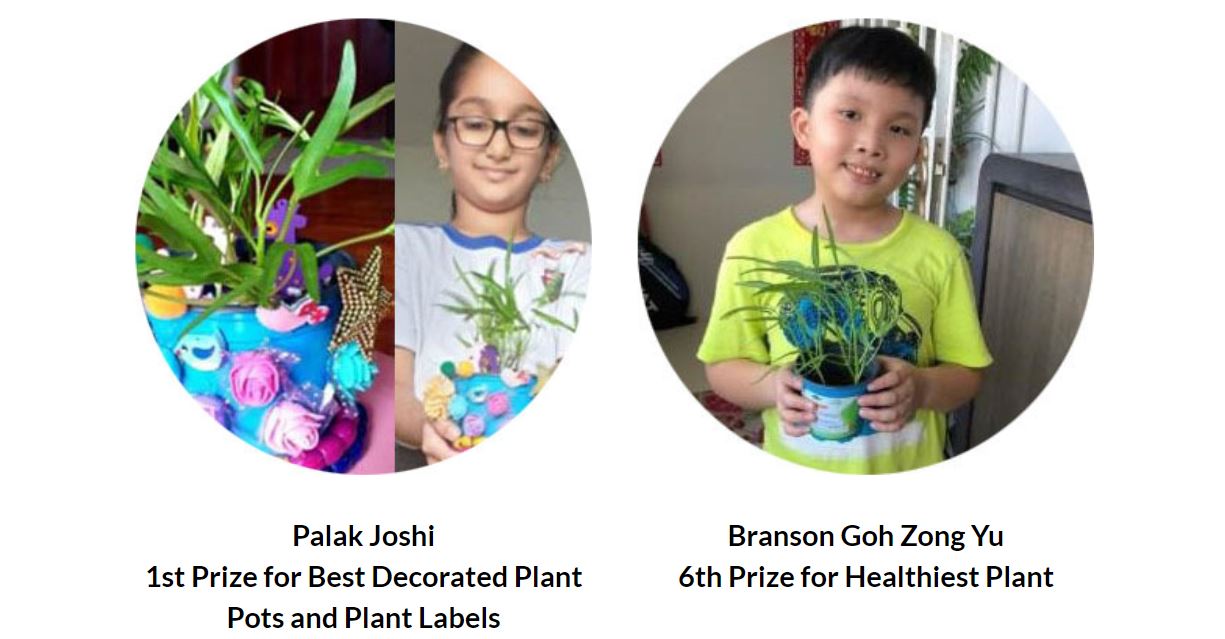 Palak Joshi
1st Prize for Best Decorated Plant
Pots and Plant Labels
Branson Goh Zong Yu
6th Prize for Healthiest Plant